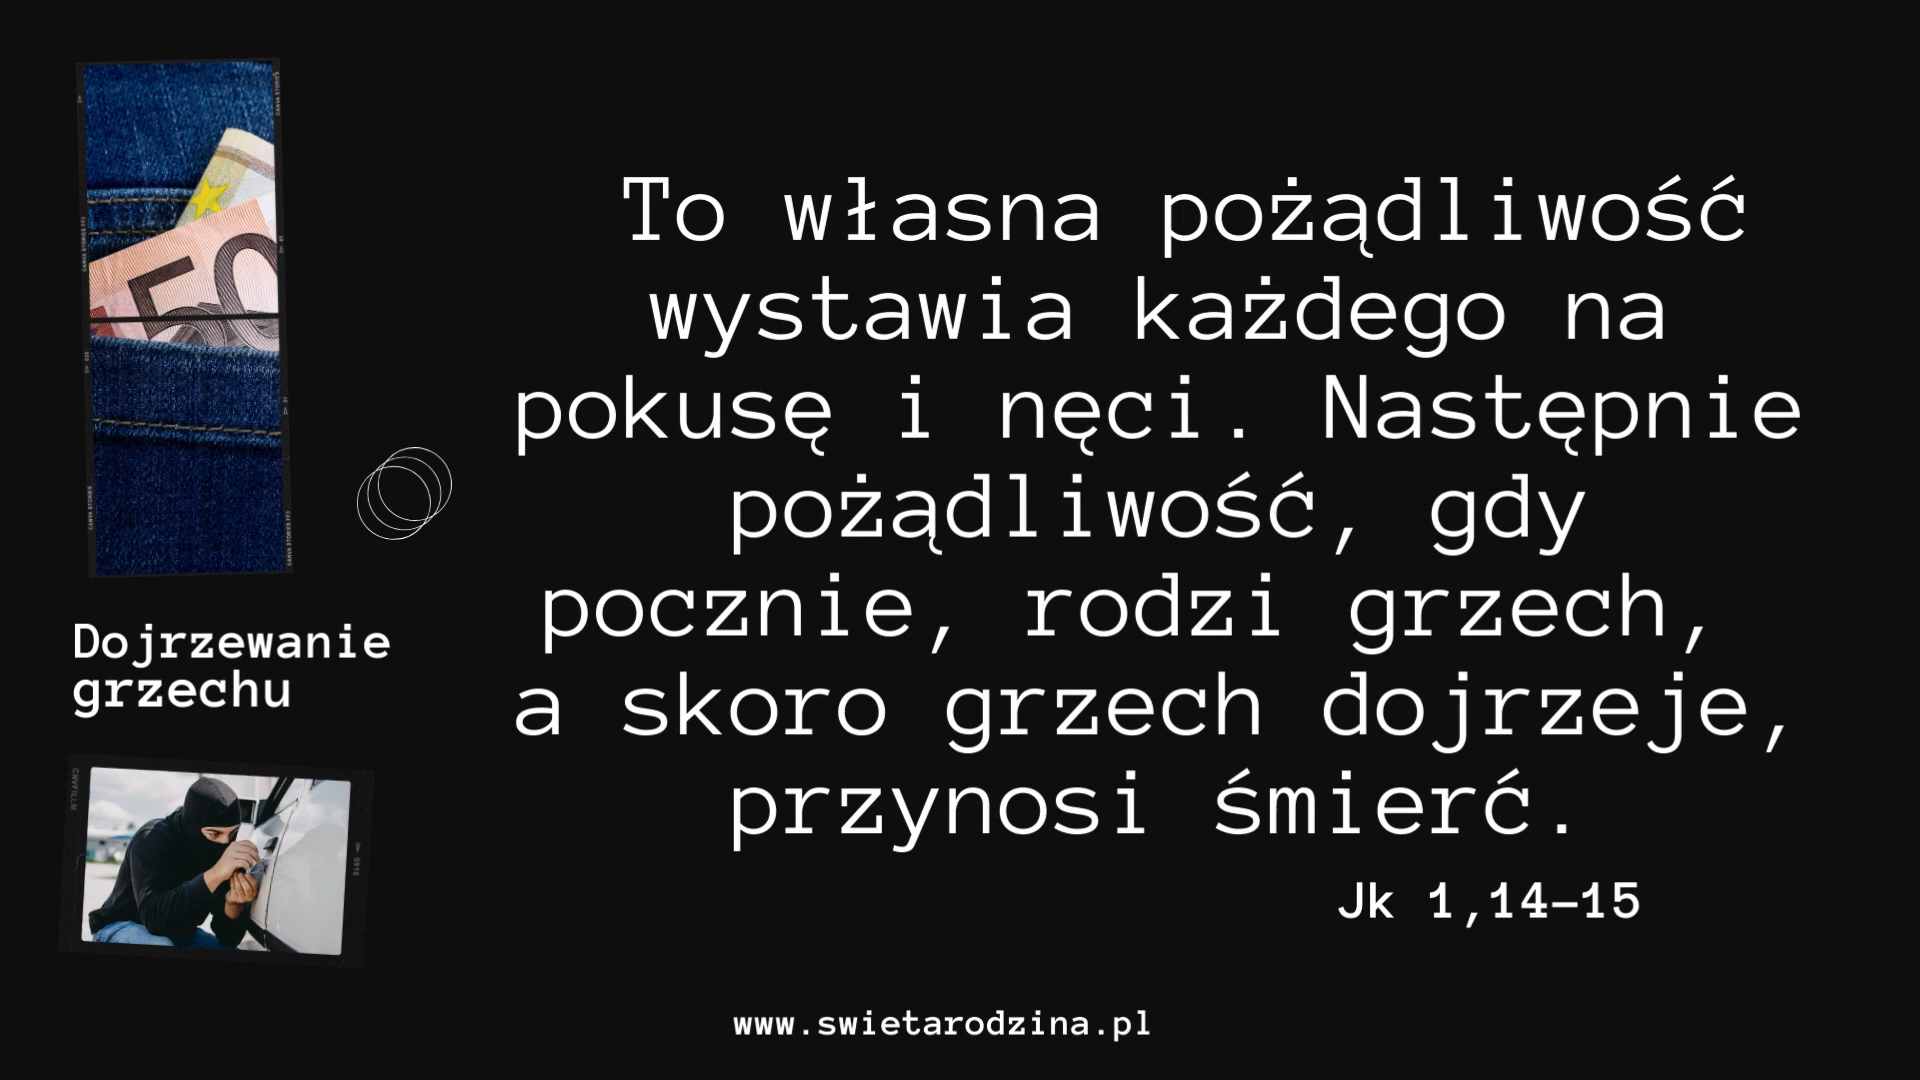 To własna pożądliwość
wystawia każdego na
pokusę i nęci. Następnie
pożądliwość, gdy
pocznie, rodzi grzech,
a skoro grzech dojrzeje,
przynosi śmierć.
Jk 1,14–15
50
Dojrzewanie
grzechu
www.swietarodzina.pl